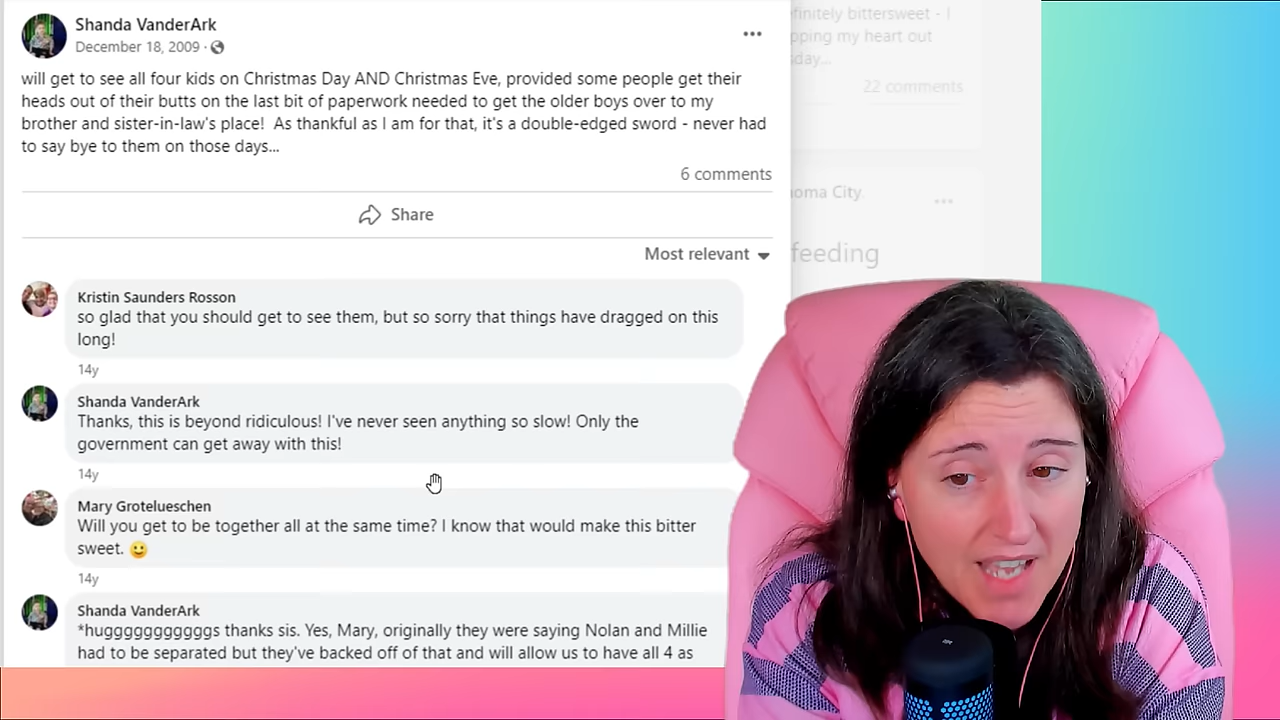 Shanda VanderArk
December 18, 2009 ·
will get to see all four kids on Christmas Day AND Christmas Eve, provided some people get their
heads out of their butts on the last bit of paperwork needed to get the older boys over to my
brother and sister-in-law's place!  As thankful as I am for that, it's a double-edged sword - never had
to say bye to them on those days...
6 comments
Share
Most relevant
Kristin Saunders Rosson
so glad that you should get to see them, but so sorry that things have dragged on this
long!
14y
Shanda VanderArk
Thanks, this is beyond ridiculous! I've never seen anything so slow! Only the
government can get away with this!
14y
Mary Grotelueschen
Will you get to be together all at the same time? I know that would make this bitter
sweet. 🙂
14y
Shanda VanderArk
*hugggggggggggs thanks sis. Yes, Mary, originally they were saying Nolan and Millie
had to be separated but they've backed off of that and will allow us to have all 4 as
bittersweet - I
my heart out
22 comments
City
feeding